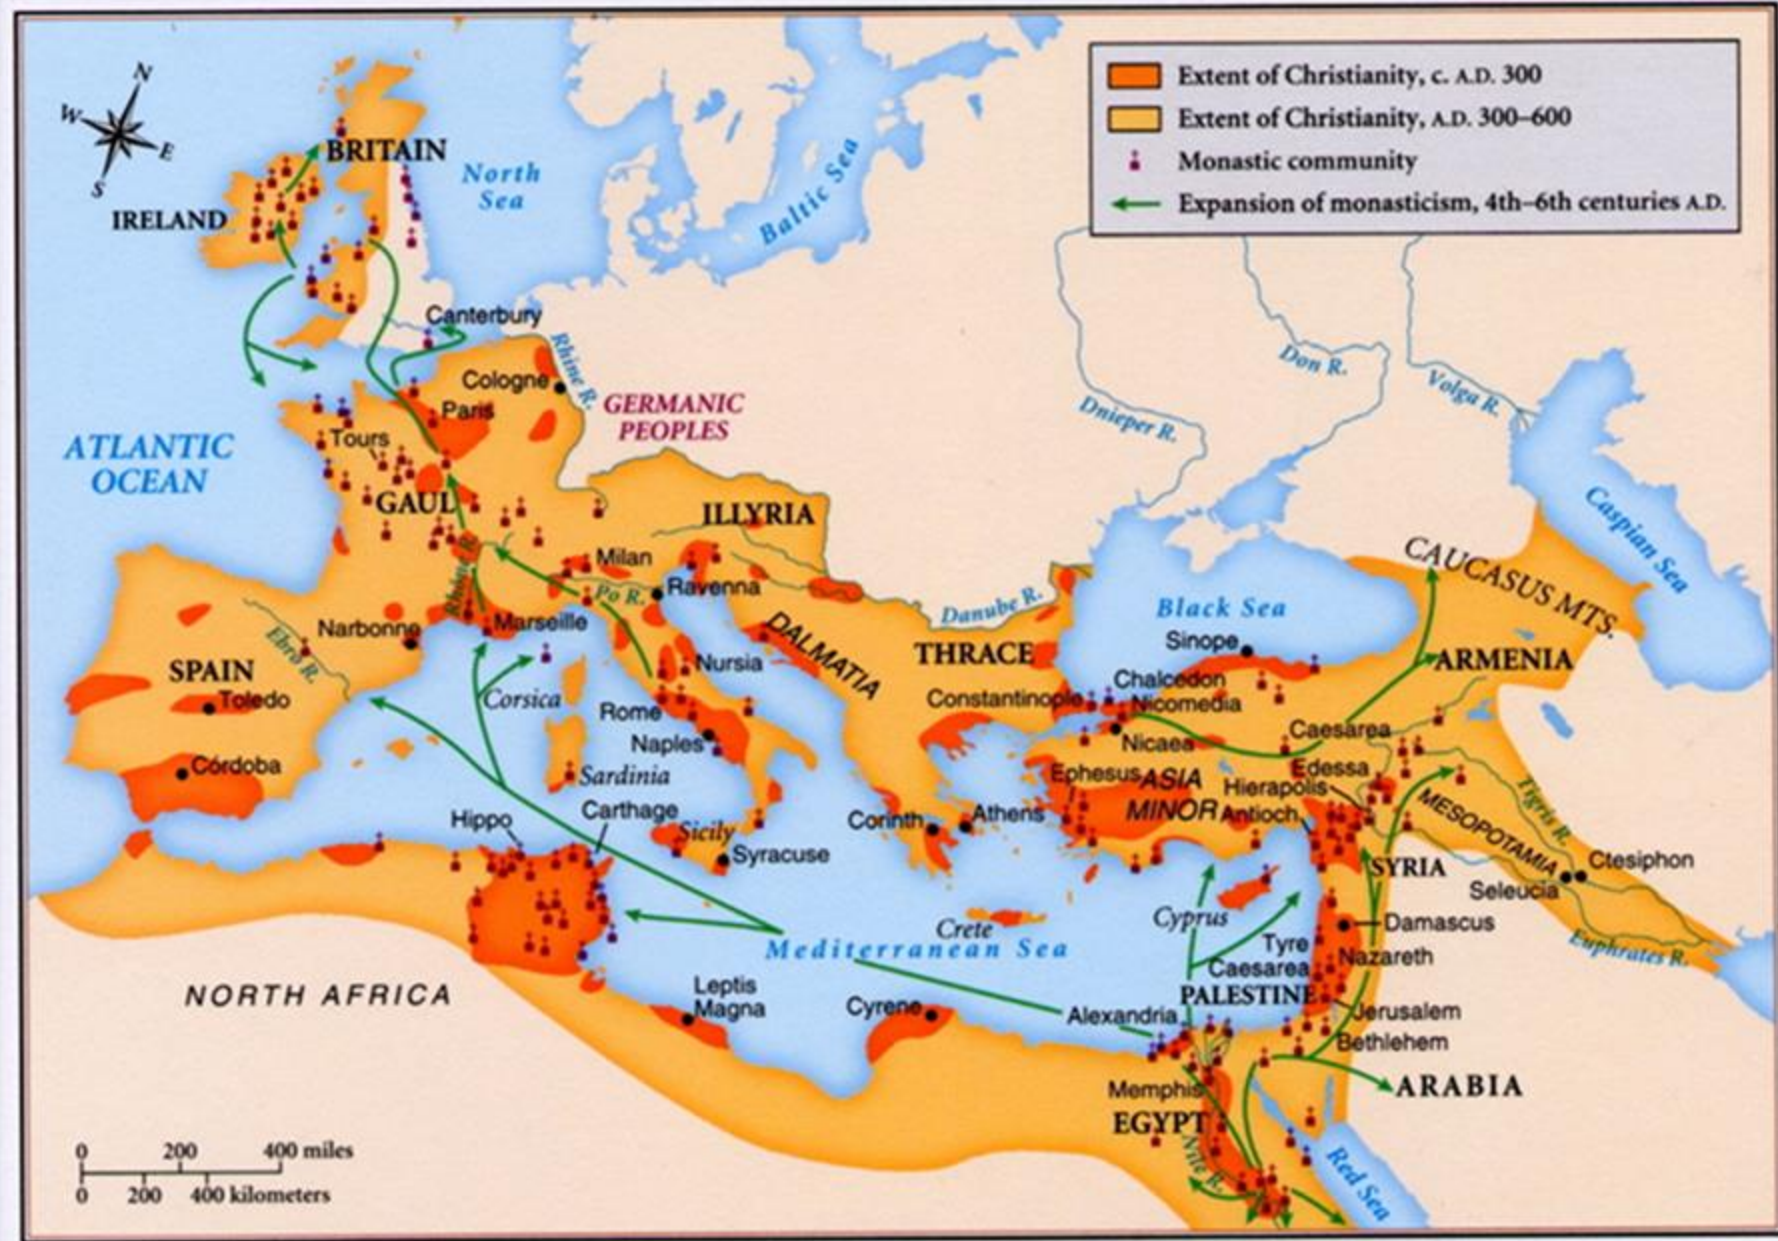 N
W
E
S
Extent of Christianity, c. A.D. 300
Extent of Christianity, A.D. 300–600
Monastic community
Expansion of monasticism, 4th–6th centuries A.D.
BRITAIN
North
Sea
IRELAND
Baltic Sea
Canterbury
Rhine R.
Cologne
Paris
GERMANIC
PEOPLES
Don R.
Volga R.
Dnieper R.
ATLANTIC
OCEAN
Tours
GAUL
ILLYRIA
Caspian Sea
CAUCASUS MTS.
Milan
Rhône R.
Po R.
Ravenna
Danube R.
Black Sea
Narbonne
Marseille
Ebro R.
DALMATIA
Sinope
THRACE
ARMENIA
SPAIN
Nursia
Chalcedon
Toledo
Corsica
Constantinople
Nicomedia
Rome
Naples
Nicaea
Caesarea
Córdoba
Sardinia
Ephesus
ASIA
MINOR
Edessa
Hierapolis
Antioch
MESOPOTAMIA
Tigris R.
Hippo
Carthage
Sicily
Corinth
Athens
Syracuse
SYRIA
Ctesiphon
Seleucia
Crete
Cyprus
Damascus
Mediterranean Sea
Tyre
Nazareth
Euphrates R.
Caesarea
NORTH AFRICA
PALESTINE
Leptis
Magna
Cyrene
Alexandria
Jerusalem
Bethlehem
Memphis
ARABIA
EGYPT
Nile R.
Red Sea
0 200 400 miles
0 200 400 kilometers